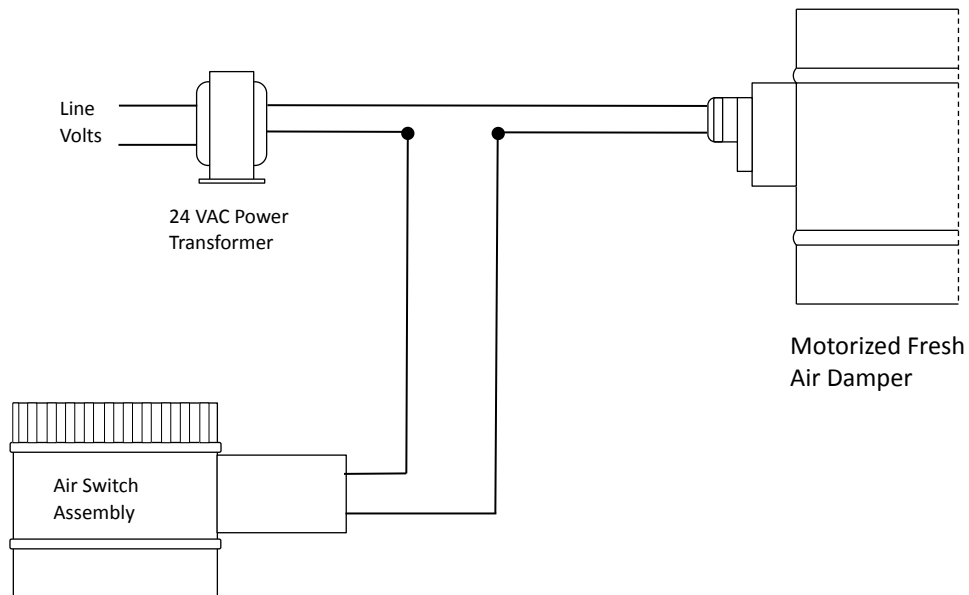 Line
Volts
24 VAC Power
Transformer
Motorized Fresh
Air Damper
Air Switch
Assembly